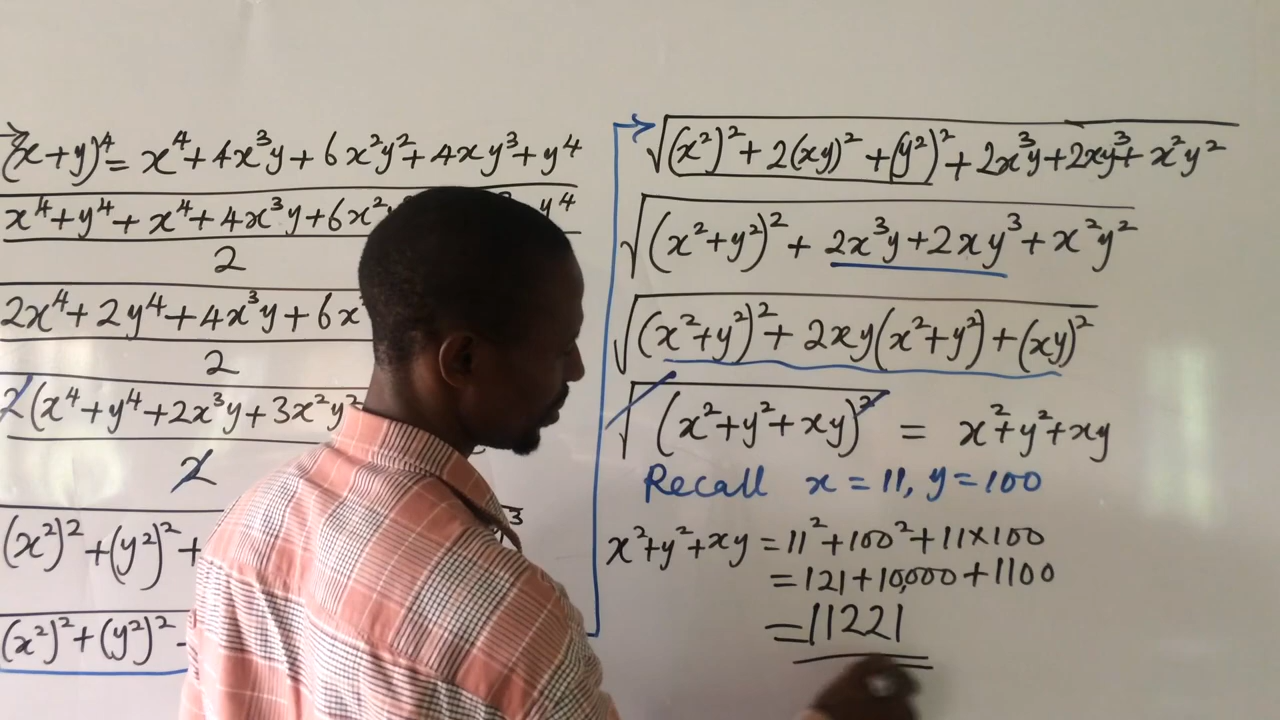 (x+y)⁴ = x⁴+4x³y+6x²y²+4xy³+y⁴
x⁴+y⁴+x⁴+4x³y+6x²y y⁴
2
2x⁴+2y⁴+4x³y+6x
2
2(x⁴+y⁴+2x³y+3x²y²
2
(x²)²+(y²)²+ 3
(x²)²+(y²)²-
√(x²)²+2(xy)²+(y²)²+2x³y+2xy³+x²y²
√(x²+y²)²+2x³y+2xy³+x²y²
√(x²+y²)²+2xy(x²+y²)+(xy)²
√(x²+y²+xy)² = x²+y²+xy
Recall x=11, y=100
x²+y²+xy = 11²+100²+11×100
= 121+10,000+1100
= 11221